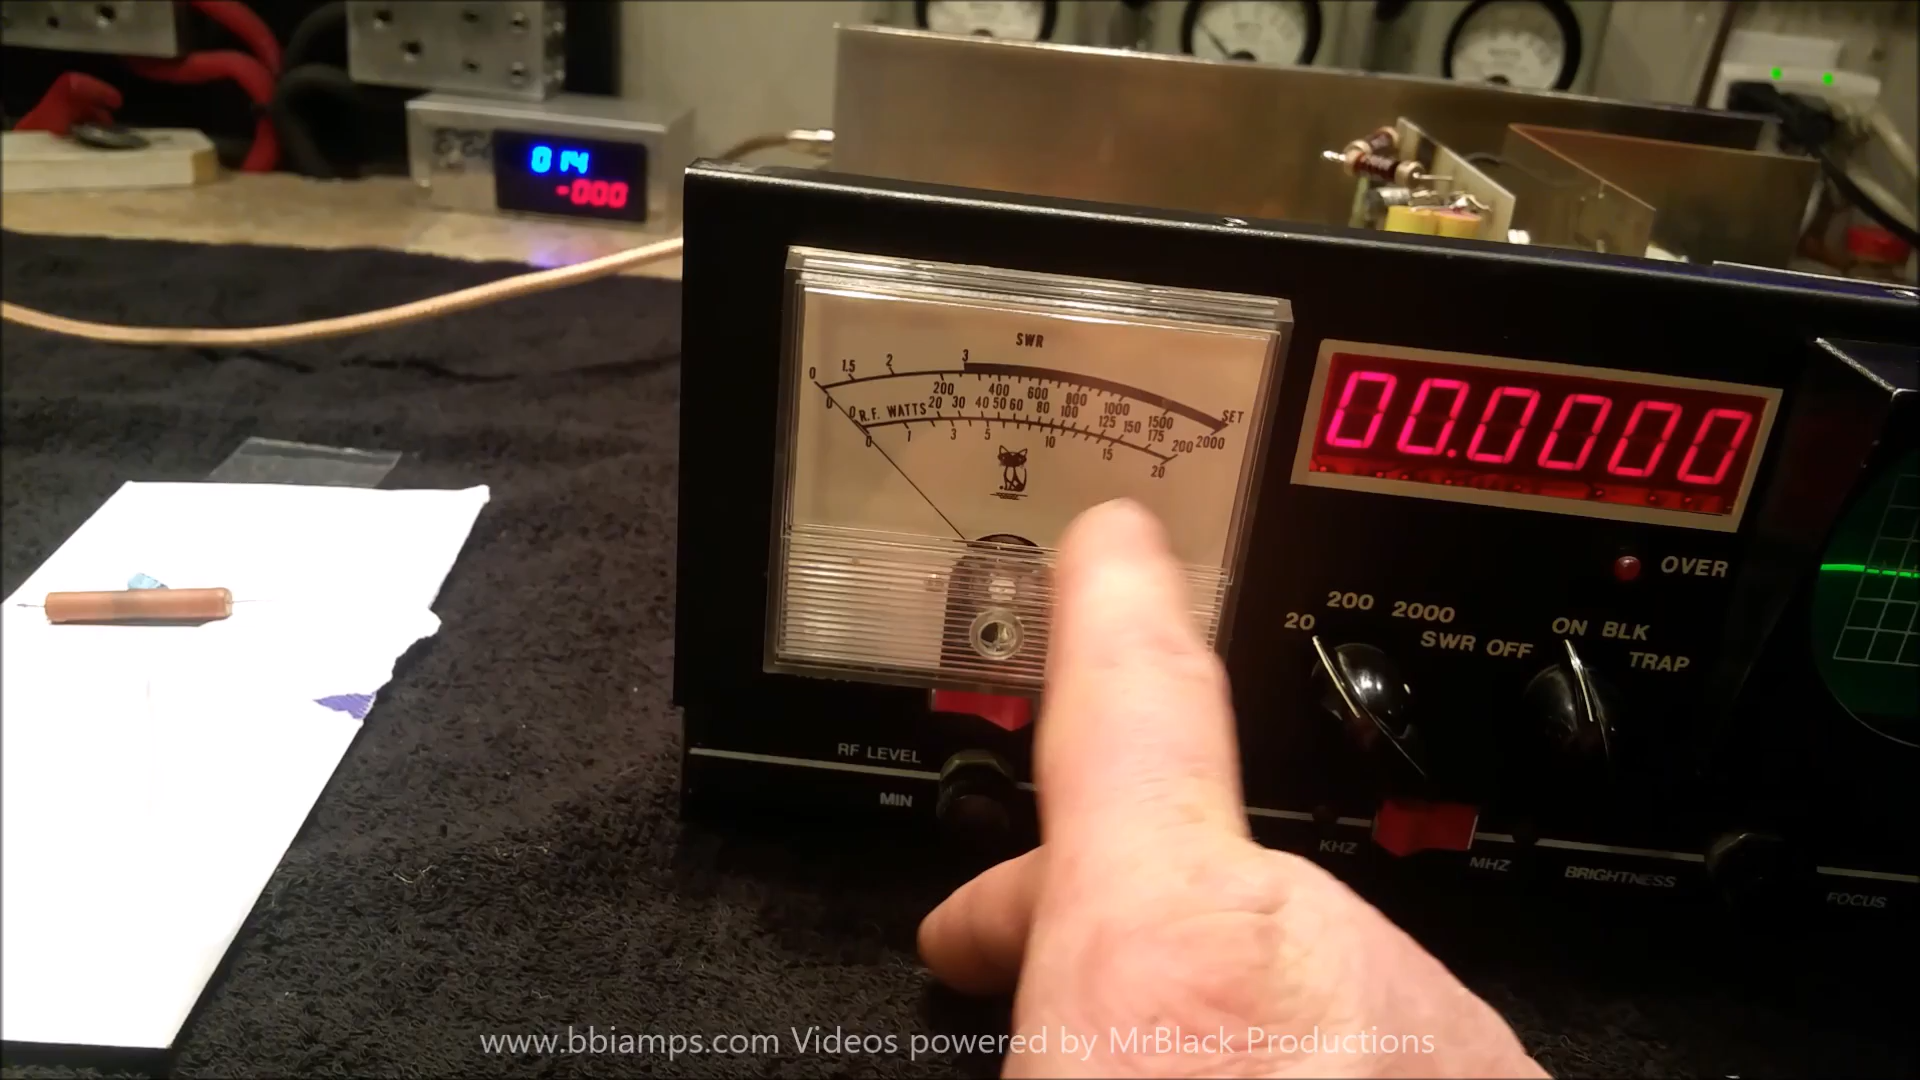 014
-000
SWR
0 1.5 2 3 SET
0 200 400 600 800 1000 1500 2000
0 R.F. WATTS 20 30 40 50 60 80 100 125 150 175 200
0 1 3 5 10 15 20
00.0000
OVER
20 200 2000
SWR OFF
ON BLK
TRAP
RF LEVEL
MIN
KHZ
MHZ
BRIGHTNESS
FOCUS
www.bbiamps.com Videos powered by MrBlack Productions